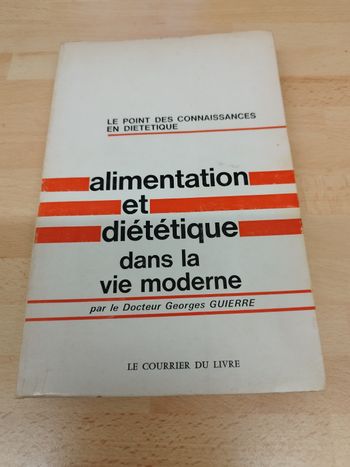 LE POINT DES CONNAISSANCES
EN DIETETIQUE
alimentation
et
diététique
dans la
vie moderne
par le Docteur Georges GUIERRE
LE COURRIER DU LIVRE